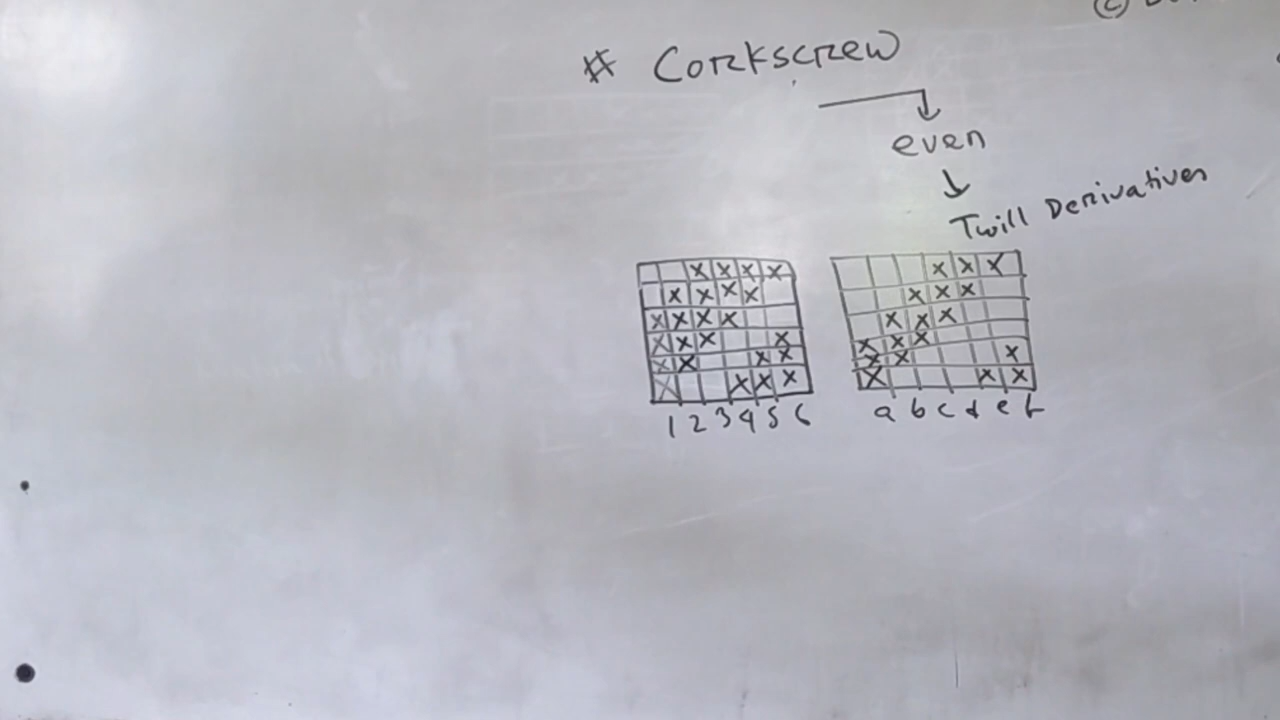 # Corkscrew
even
Twill Derivatives
1 2 3 4 5 6
a b c d e f